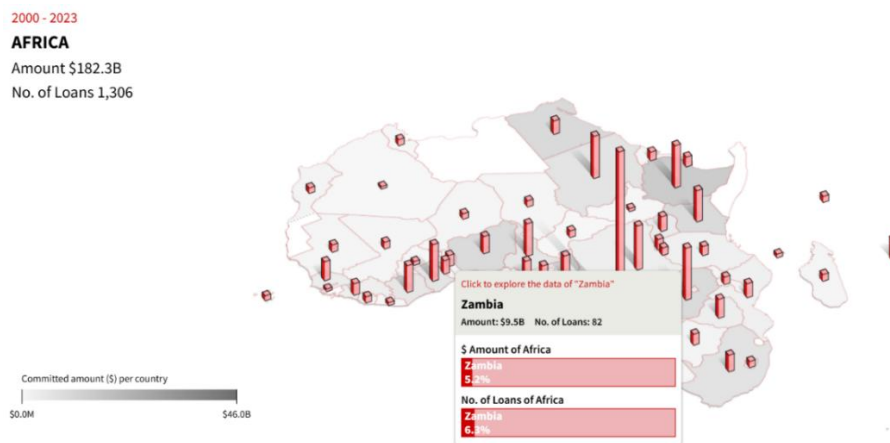 2000 - 2023
AFRICA
Amount $182.3B
No. of Loans 1,306
Click to explore the data of "Zambia"
Zambia
Amount: $9.5B No. of Loans: 82
$ Amount of Africa
Zambia
5.2%
No. of Loans of Africa
Zambia
6.3%
Committed amount ($) per country
$0.0M $46.0B